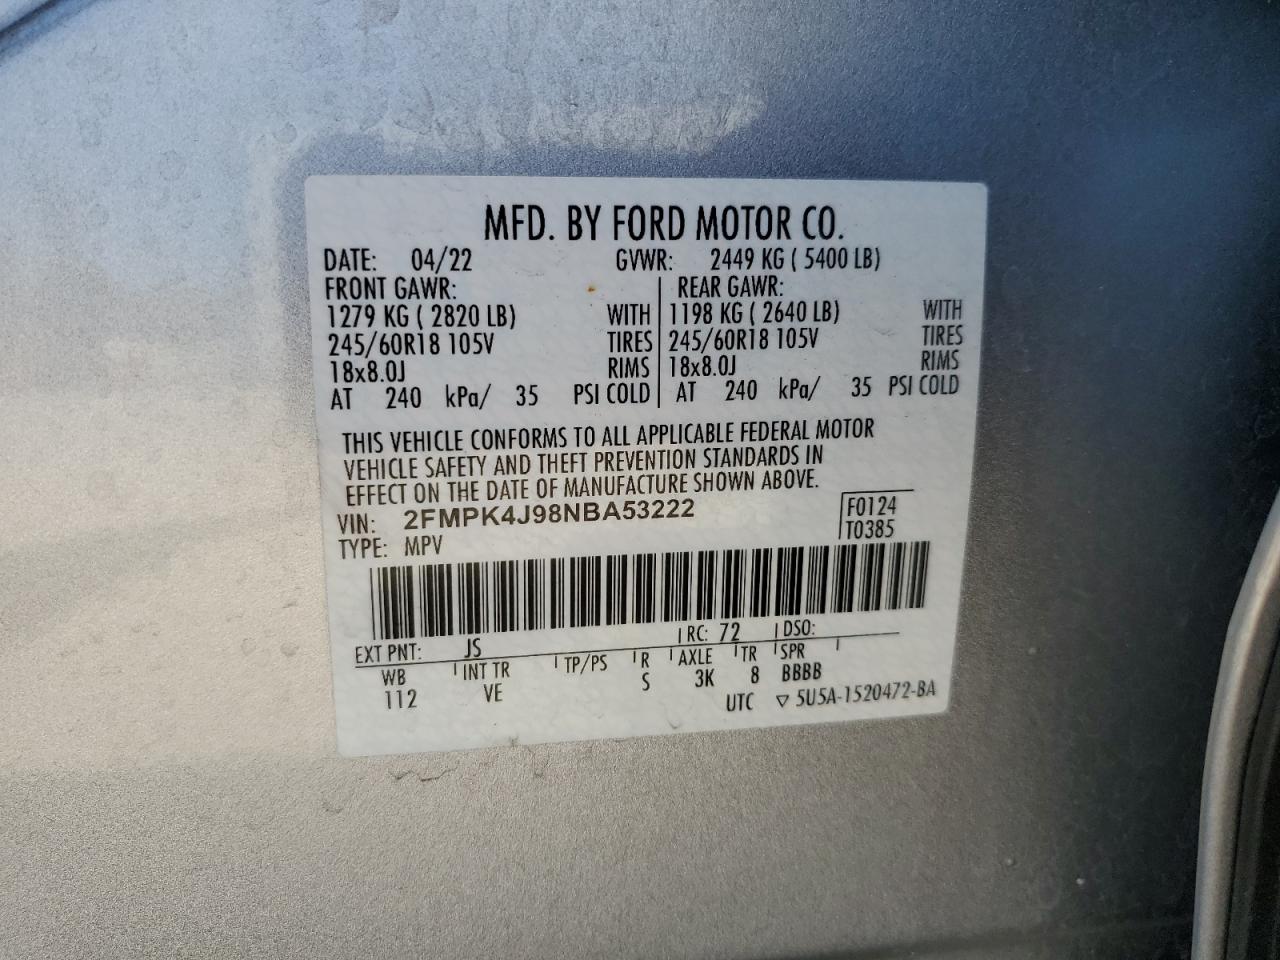 MFD. BY FORD MOTOR CO.
DATE: 04/22 GVWR: 2449 KG ( 5400 LB)
FRONT GAWR: REAR GAWR:
1279 KG ( 2820 LB) WITH 1198 KG ( 2640 LB) WITH
245/60R18 105V TIRES 245/60R18 105V TIRES
18x8.0J RIMS 18x8.0J RIMS
AT 240 kPa/ 35 PSI COLD AT 240 kPa/ 35 PSI COLD
THIS VEHICLE CONFORMS TO ALL APPLICABLE FEDERAL MOTOR
VEHICLE SAFETY AND THEFT PREVENTION STANDARDS IN
EFFECT ON THE DATE OF MANUFACTURE SHOWN ABOVE.
VIN: 2FMPK4J98NBA53222 F0124
TYPE: MPV T0385
EXT PNT: JS RC: 72 DSO:
WB INT TR TP/PS R AXLE TR SPR
112 VE S 3K 8 BBBB
UTC ▽ 5U5A-1520472-BA